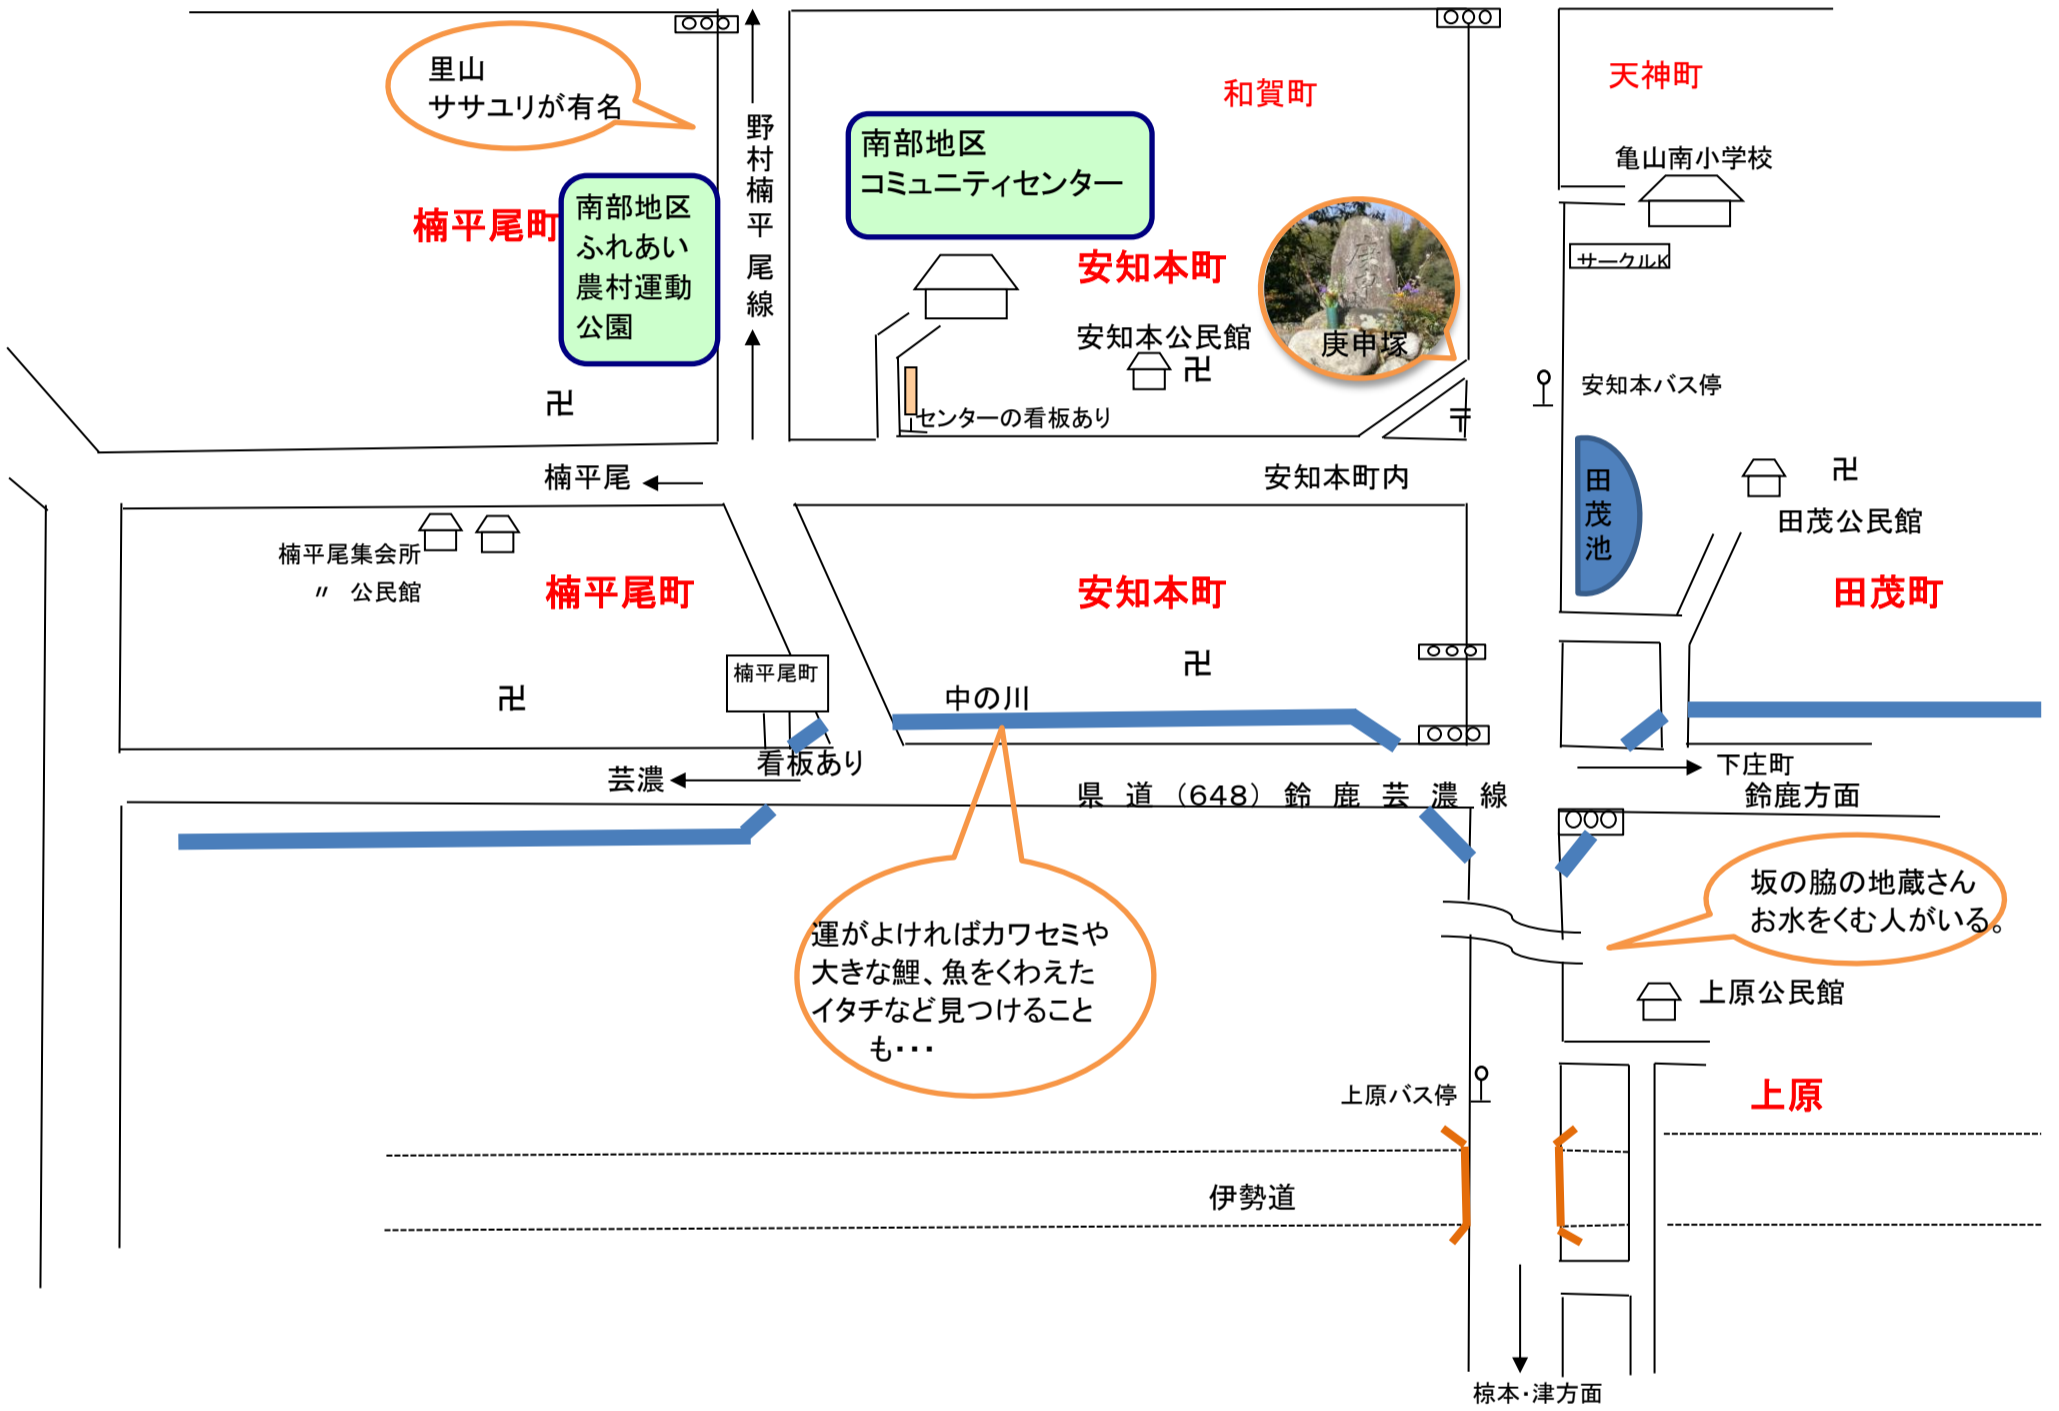 里山
ササユリが有名
野村楠平尾線
和賀町
天神町
南部地区
コミュニティセンター
亀山南小学校
楠平尾町
南部地区
ふれあい
農村運動
公園
サークルK
安知本町
安知本公民館
卍
庚申塚
安知本バス停
卍
センターの看板あり
〒
楠平尾
安知本町内
田茂池
卍
田茂公民館
楠平尾集会所
〃 公民館
楠平尾町
安知本町
田茂町
卍
楠平尾町
卍
中の川
看板あり
芸濃
県道(648)鈴鹿芸濃線
下庄町
鈴鹿方面
坂の脇の地蔵さん
お水をくむ人がいる。
運がよければカワセミや
大きな鯉、魚をくわえた
イタチなど見つけること
も・・・
上原公民館
上原バス停
上原
伊勢道
椋本・津方面